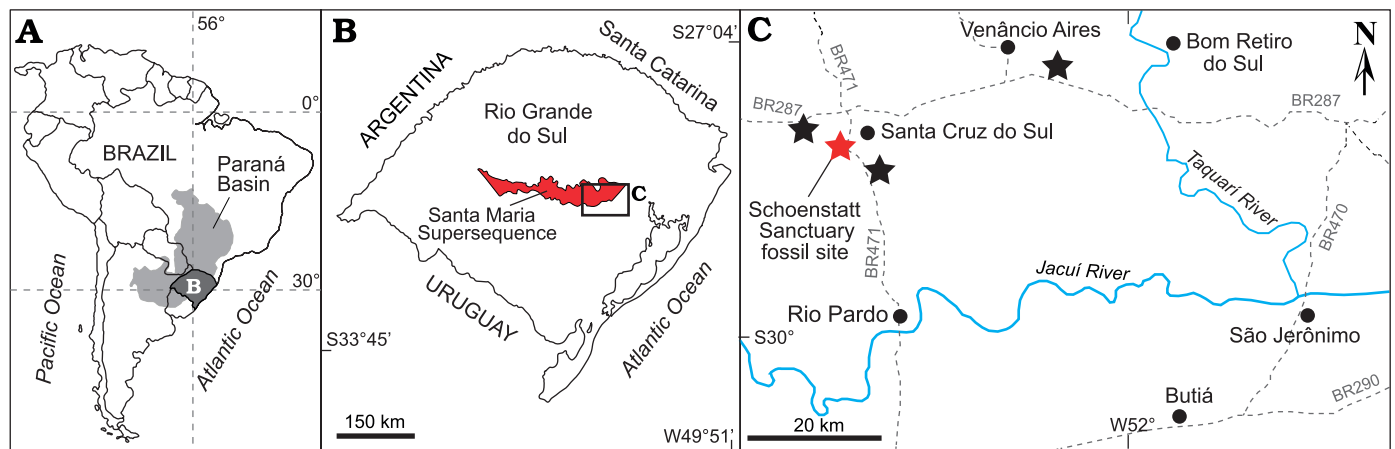 A
56°
0°
BRAZIL
Paraná
Basin
30°
B
Pacific Ocean
Atlantic Ocean
B
S27°04’
Santa Catarina
ARGENTINA
Rio Grande
do Sul
C
Santa Maria
Supersequence
URUGUAY
Atlantic Ocean
S33°45’
150 km
W49°51’
C
Venâncio Aires
Bom Retiro
do Sul
N
BR471
BR287
BR287
Santa Cruz do Sul
Taquarí River
Schoenstatt
Sanctuary
fossil site
BR471
BR470
Jacuí River
Rio Pardo
S30°
São Jerônimo
BR290
Butiá
W52°
20 km